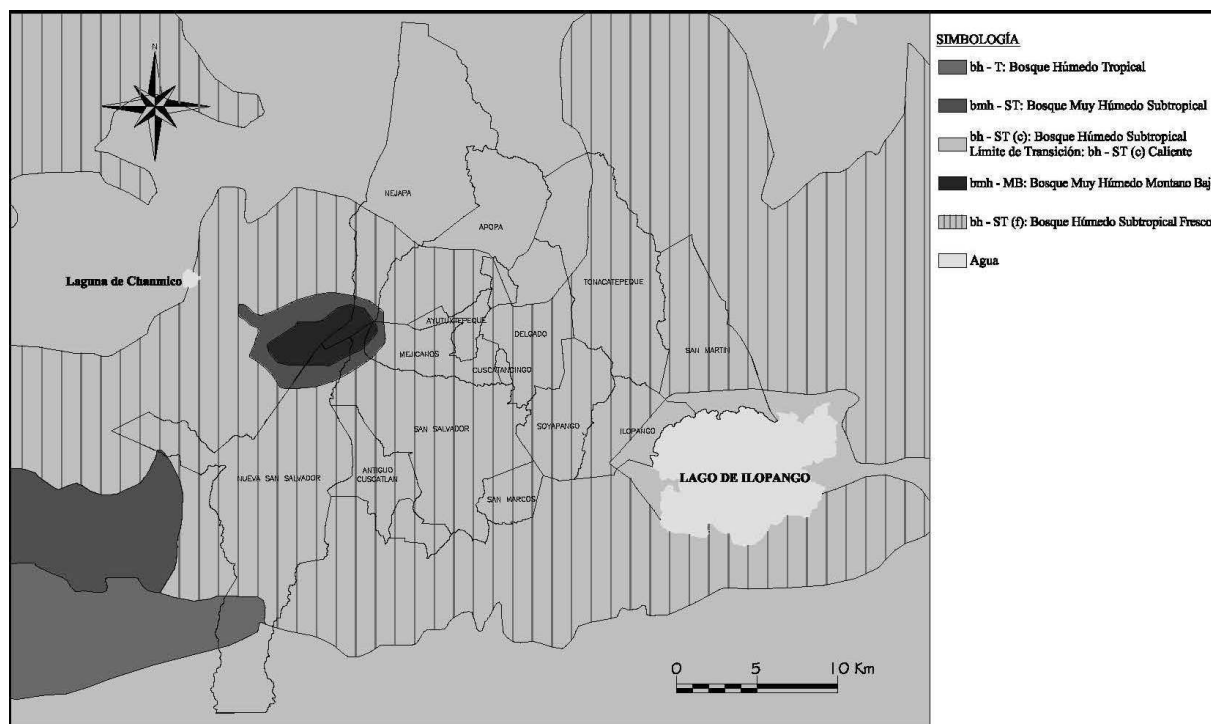 SIMBOLOGÍA
bh - T: Bosque Húmedo Tropical
bmh - ST: Bosque Muy Húmedo Subtropical
bh - ST (c): Bosque Húmedo Subtropical
Límite de Transición: bh - ST (c) Caliente
bmh - MB: Bosque Muy Húmedo Montano Baj
bh - ST (f): Bosque Húmedo Subtropical Fresco
Agua
N
NEJAPA
APOPA
Laguna de Chanmico
TONACATEPEQUE
AYUTUXTEPEQUE
DELGADO
MEJICANOS
SAN MARTIN
CUSCATANCINGO
SAN SALVADOR
SOYAPANGO
ILOPANGO
NUEVA SAN SALVADOR
ANTIGUO
CUSCATLAN
LAGO DE ILOPANGO
SAN MARCOS
0 5 10 Km